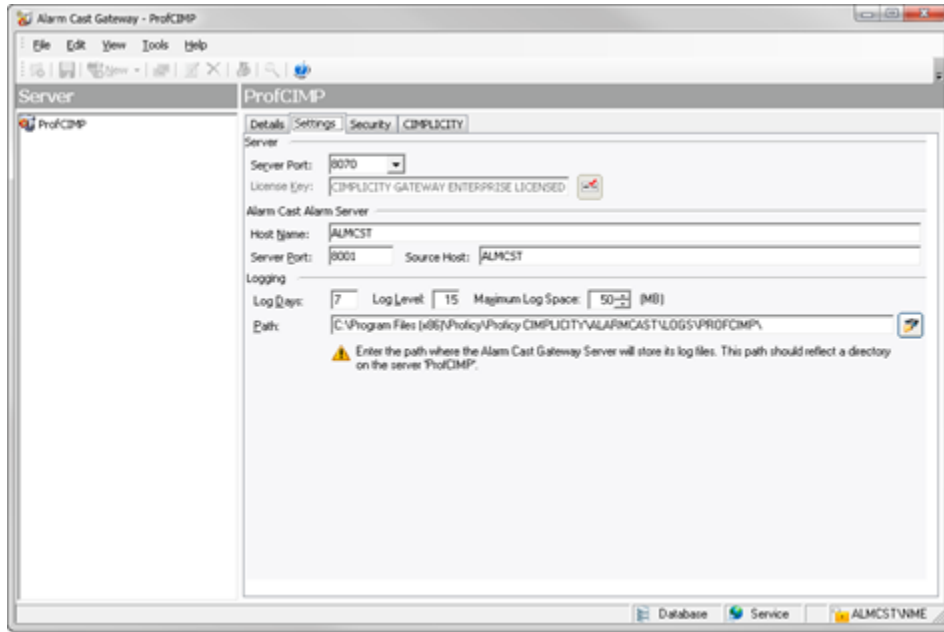 Alarm Cast Gateway - ProfCIMP
File Edit View Tools Help
New
Server
ProfCIMP
ProfCIMP
Details Settings Security CIMPLICITY
Server
Server Port: 8070
License Key: CIMPLICITY GATEWAY ENTERPRISE LICENSED
Alarm Cast Alarm Server
Host Name: ALMCST
Server Port: 8001 Source Host: ALMCST
Logging
Log Days: 7 Log Level: 15 Maximum Log Space: 50 (MB)
Path: C:\Program Files (x86)\Proficy\Proficy CIMPLICITY\ALARMCAST\LOGS\PROFCIMP\
Enter the path where the Alarm Cast Gateway Server will store its log files. This path should reflect a directory
on the server 'ProfCIMP'.
Database Service ALMCST\NME